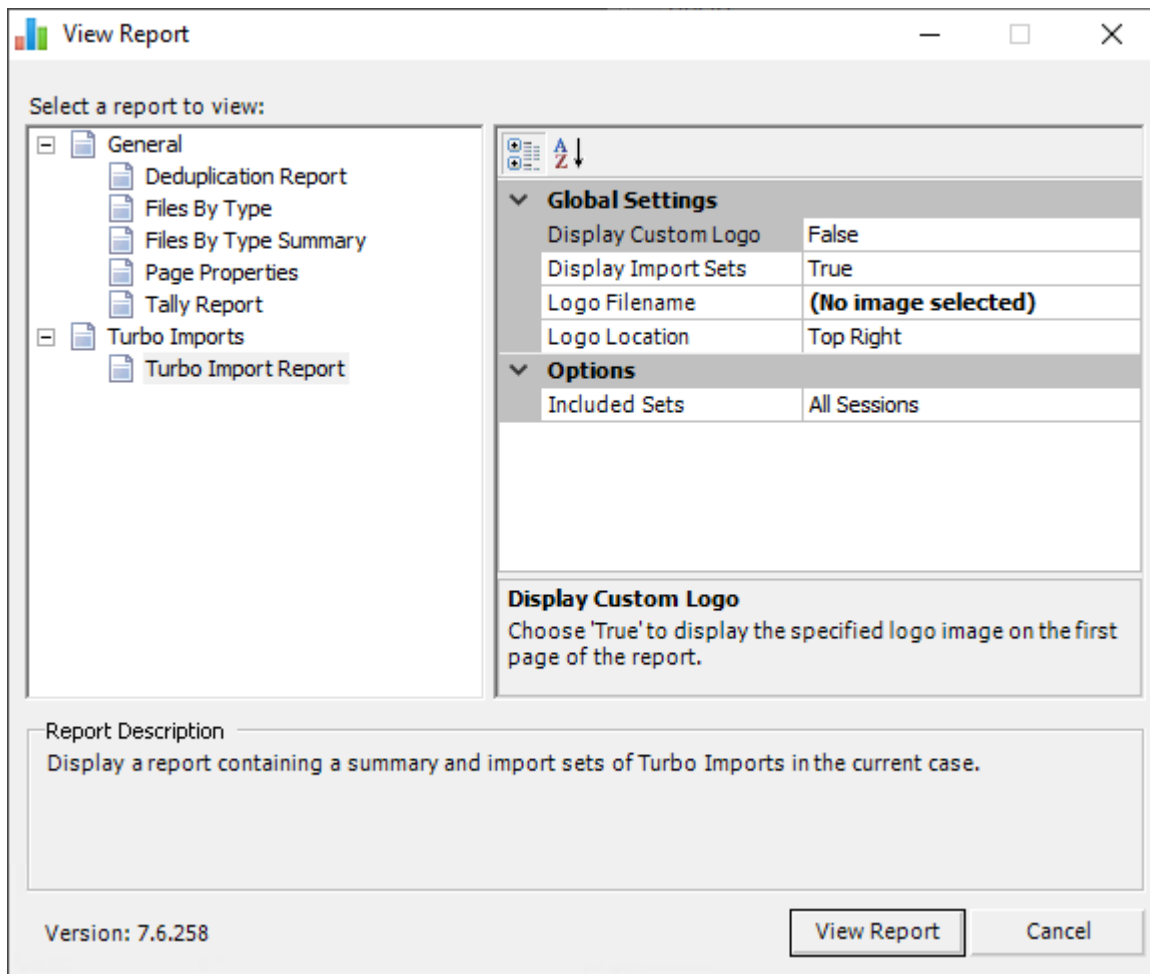 View Report
Select a report to view:
General
Deduplication Report
Files By Type
Files By Type Summary
Page Properties
Tally Report
Turbo Imports
Turbo Import Report
Global Settings
Display Custom Logo False
Display Import Sets True
Logo Filename (No image selected)
Logo Location Top Right
Options
Included Sets All Sessions
Display Custom Logo
Choose 'True' to display the specified logo image on the first
page of the report.
Report Description
Display a report containing a summary and import sets of Turbo Imports in the current case.
Version: 7.6.258
View Report
Cancel